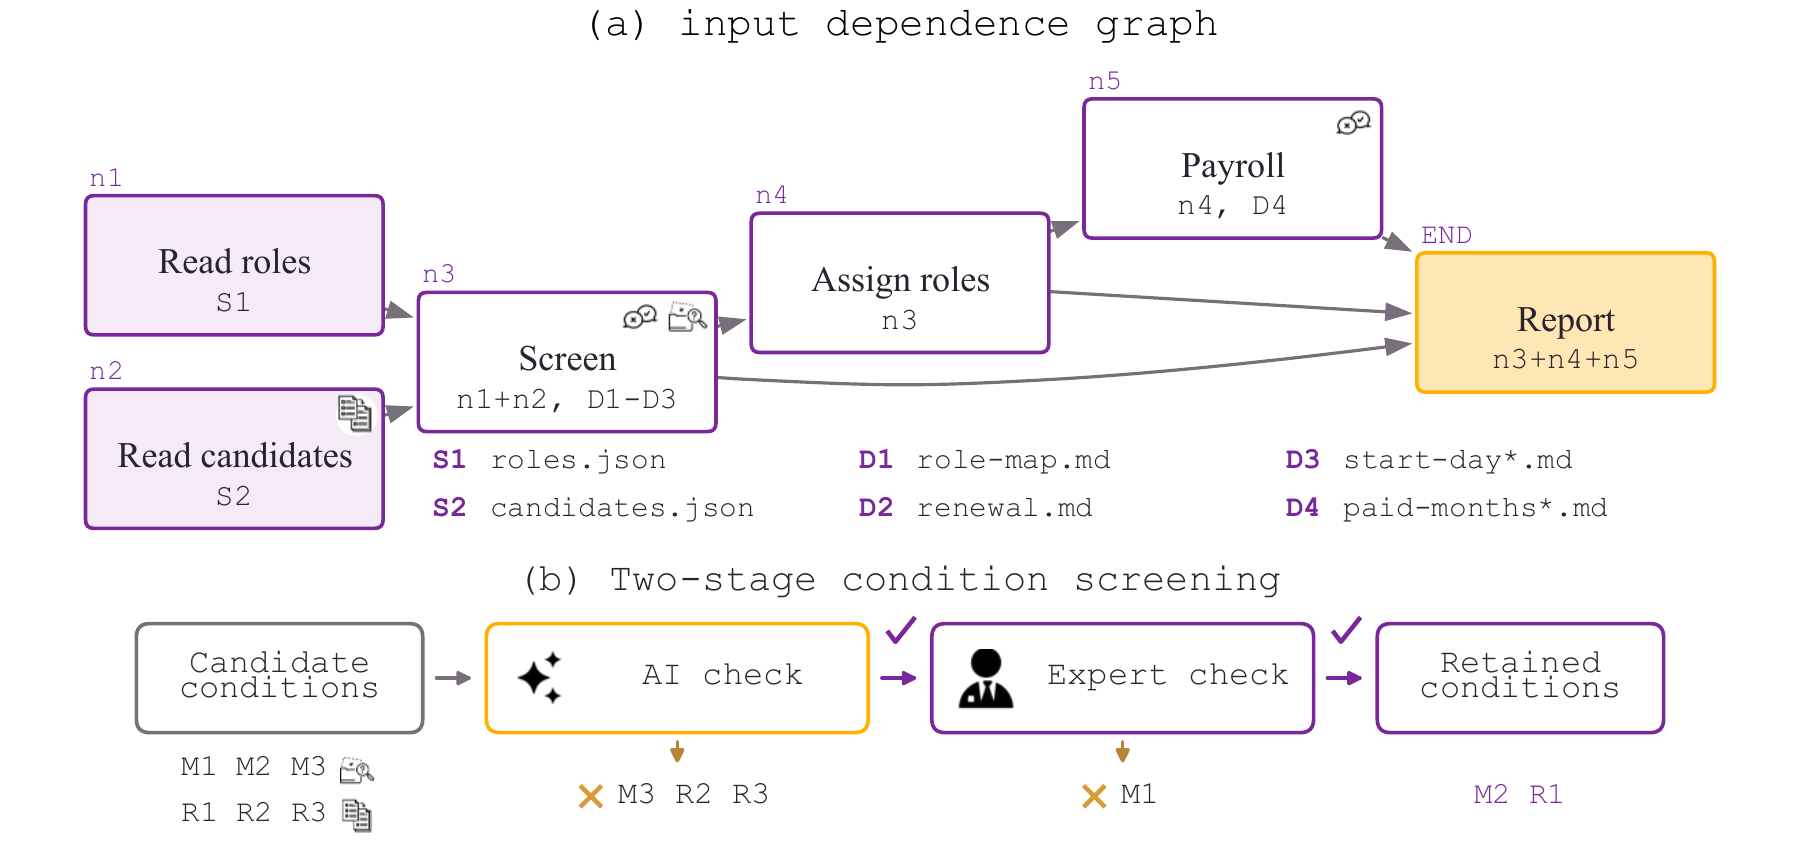 (a) input dependence graph
n5
Payroll
n4, D4
n1
Read roles
S1
n4
Assign roles
n3
END
Report
n3+n4+n5
n3
Screen
n1+n2, D1-D3
n2
Read candidates
S2
S1 roles.json
D1 role-map.md
D3 start-day*.md
S2 candidates.json
D2 renewal.md
D4 paid-months*.md
(b) Two-stage condition screening
Candidate
conditions
AI check
Expert check
Retained
conditions
M1 M2 M3
R1 R2 R3
M3 R2 R3
M1
M2 R1